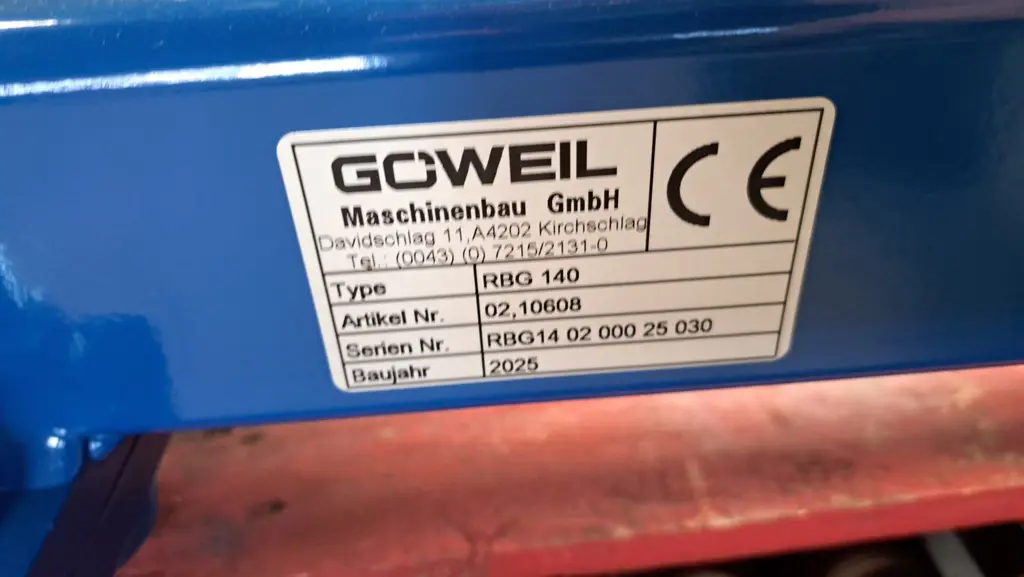 GÖWEIL
Maschinenbau GmbH
Davidschlag 11,A4202 Kirchschlag
Tel.: (0043) (0) 7215/2131-0
CE
Type RBG 140
Artikel Nr. 02,10608
Serien Nr. RBG14 02 000 25 030
Baujahr 2025